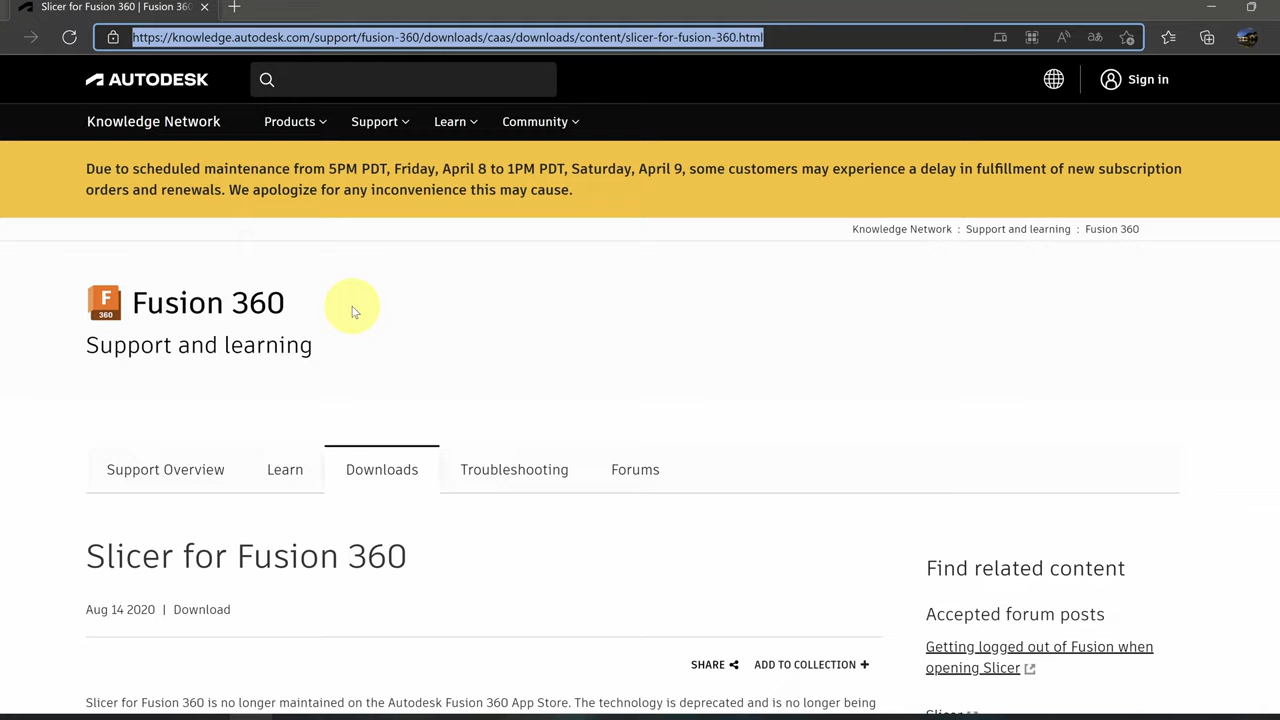 Slicer for Fusion 360 | Fusion 360
https://knowledge.autodesk.com/support/fusion-360/downloads/caas/downloads/content/slicer-for-fusion-360.html
AUTODESK
Sign in
Knowledge Network
Products
Support
Learn
Community
Due to scheduled maintenance from 5PM PDT, Friday, April 8 to 1PM PDT, Saturday, April 9, some customers may experience a delay in fulfillment of new subscription
orders and renewals. We apologize for any inconvenience this may cause.
Knowledge Network : Support and learning : Fusion 360
F
360
Fusion 360
Support and learning
Support Overview
Learn
Downloads
Troubleshooting
Forums
Slicer for Fusion 360
Aug 14 2020 | Download
SHARE
ADD TO COLLECTION +
Slicer for Fusion 360 is no longer maintained on the Autodesk Fusion 360 App Store. The technology is deprecated and is no longer being
Find related content
Accepted forum posts
Getting logged out of Fusion when
opening Slicer